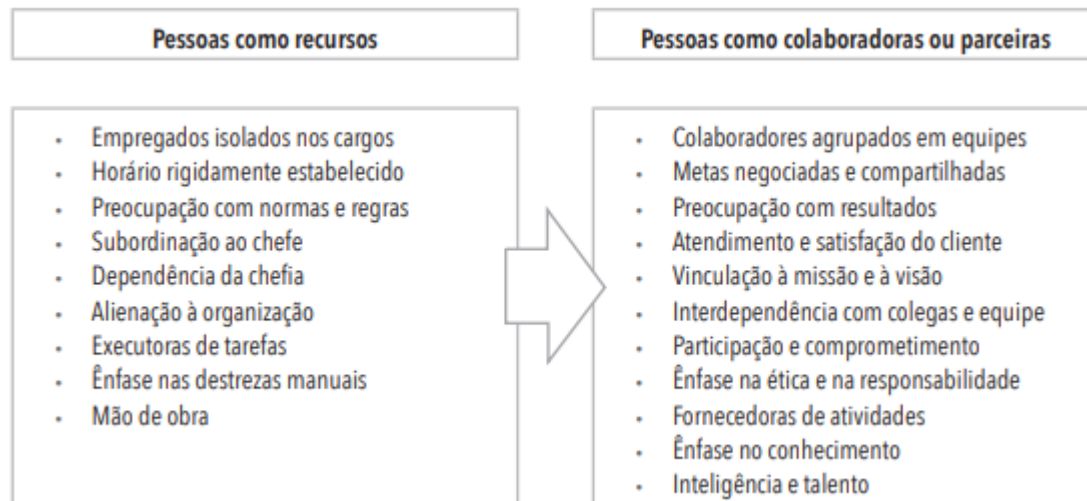 Pessoas como recursos
• Empregados isolados nos cargos
• Horário rigidamente estabelecido
• Preocupação com normas e regras
• Subordinação ao chefe
• Dependência da chefia
• Alienação à organização
• Executoras de tarefas
• Ênfase nas destrezas manuais
• Mão de obra
Pessoas como colaboradoras ou parceiras
• Colaboradores agrupados em equipes
• Metas negociadas e compartilhadas
• Preocupação com resultados
• Atendimento e satisfação do cliente
• Vinculação à missão e à visão
• Interdependência com colegas e equipe
• Participação e comprometimento
• Ênfase na ética e na responsabilidade
• Fornecedoras de atividades
• Ênfase no conhecimento
• Inteligência e talento